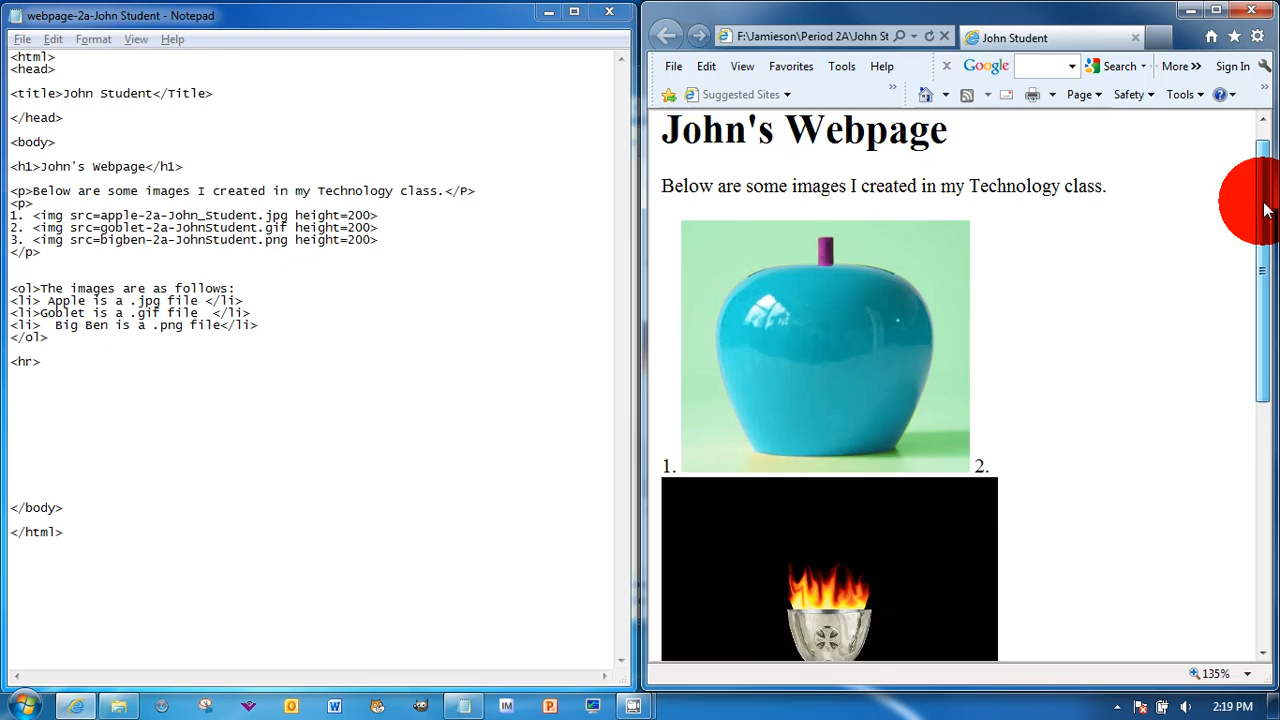 webpage-2a-John Student - Notepad
File Edit Format View Help
<html>
<head>
<title>John Student</Title>
</head>
<body>
<h1>John's Webpage</h1>
<p>Below are some images I created in my Technology class.</P>
<p>
1. <img src=apple-2a-John_Student.jpg height=200>
2. <img src=goblet-2a-JohnStudent.gif height=200>
3. <img src=bigben-2a-JohnStudent.png height=200>
</p>
<ol>The images are as follows:
<li> Apple is a .jpg file </li>
<li>Goblet is a .gif file  </li>
<li>  Big Ben is a .png file</li>
</ol>
<hr>
</body>
</html>
F:\Jamieson\Period 2A\John St
John Student
File Edit View Favorites Tools Help
Google Search More» Sign In
Suggested Sites Page Safety Tools
John's Webpage
Below are some images I created in my Technology class.
1. 2.
135%
IM
2:19 PM